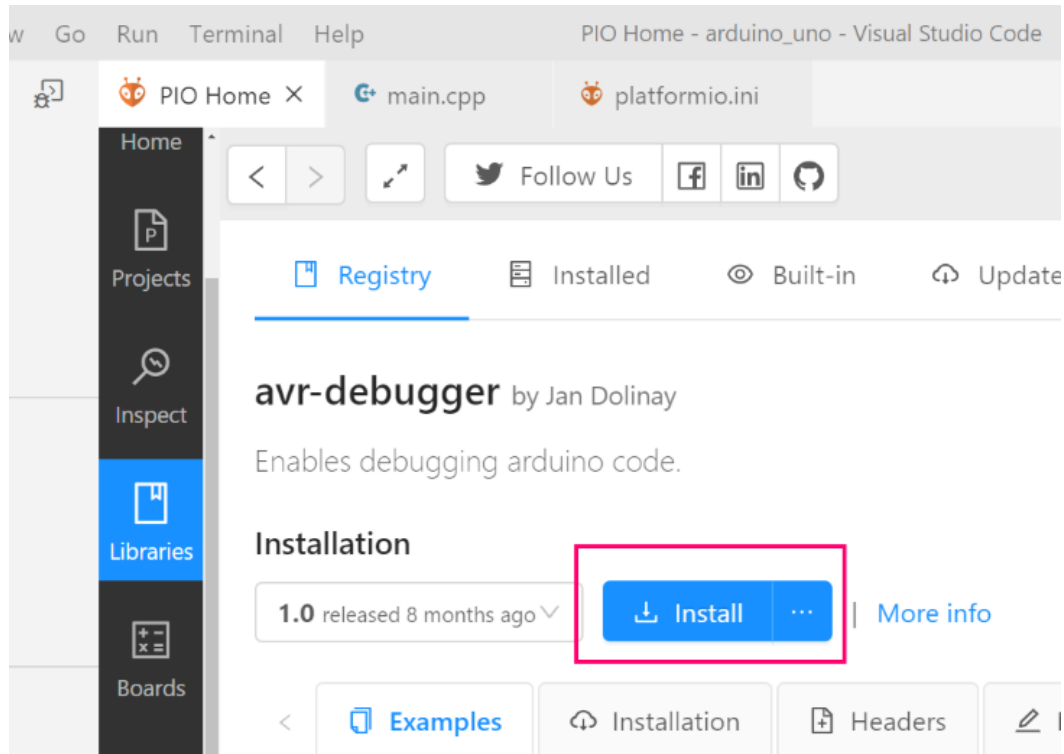 w Go Run Terminal Help PIO Home - arduino_uno - Visual Studio Code
PIO Home main.cpp platformio.ini
Home
Follow Us
Projects
Registry Installed Built-in Update
Inspect
avr-debugger by Jan Dolinay
Enables debugging arduino code.
Libraries
Installation
1.0 released 8 months ago Install ... | More info
Boards
Examples Installation Headers